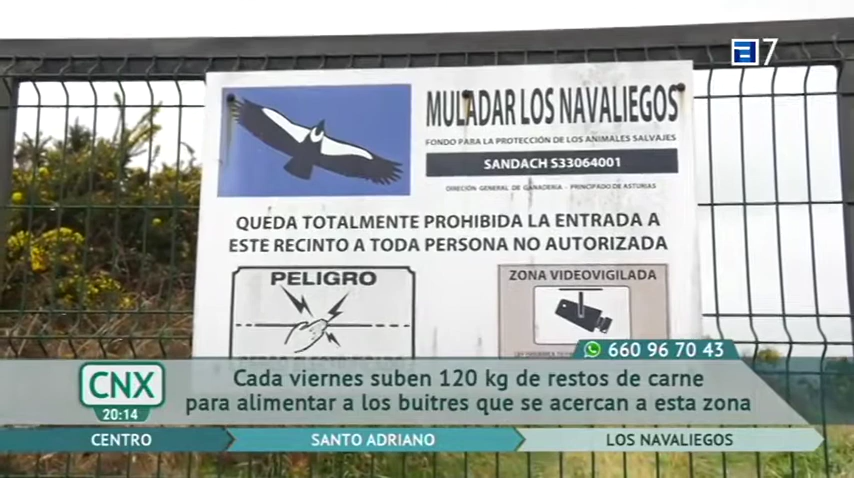 7
MULADAR LOS NAVALIEGOS
FONDO PARA LA PROTECCIÓN DE LOS ANIMALES SALVAJES
SANDACH S33064001
DIRECCIÓN GENERAL DE GANADERIA - PRINCIPADO DE ASTURIAS
QUEDA TOTALMENTE PROHIBIDA LA ENTRADA A
ESTE RECINTO A TODA PERSONA NO AUTORIZADA
PELIGRO
ZONA VIDEOVIGILADA
660 96 70 43
CNX
20:14
Cada viernes suben 120 kg de restos de carne
para alimentar a los buitres que se acercan a esta zona
CENTRO
SANTO ADRIANO
LOS NAVALIEGOS